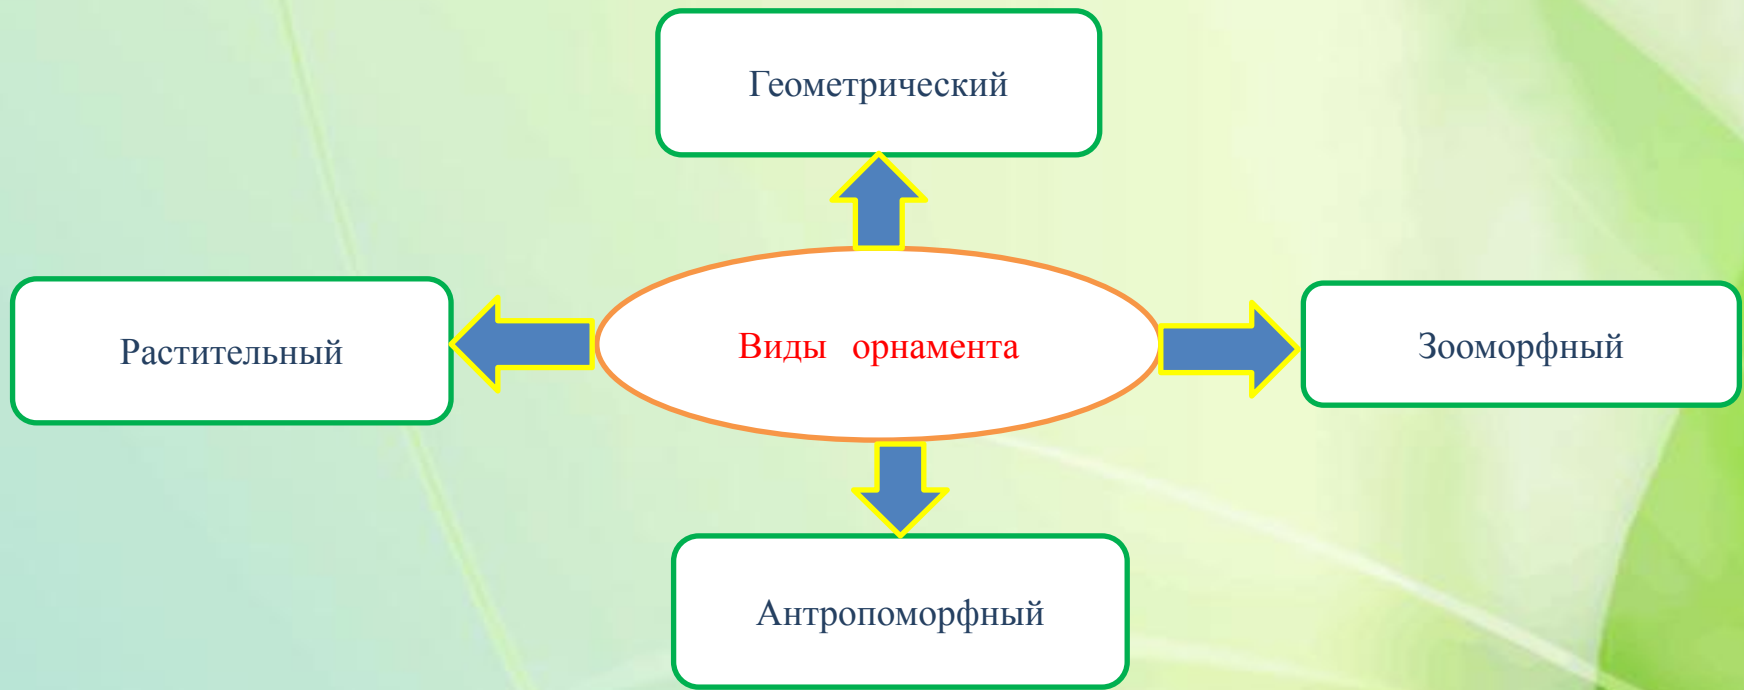 Геометрический
Растительный
Виды орнамента
Зооморфный
Антропоморфный